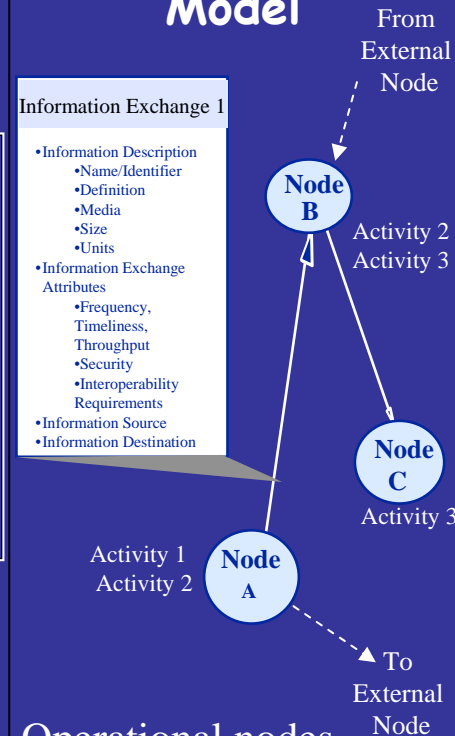 Model
From
External
Node
Information Exchange 1
•Information Description
•Name/Identifier
•Definition
•Media
•Size
•Units
•Information Exchange
Attributes
•Frequency,
Timeliness,
Throughput
•Security
•Interoperability
Requirements
•Information Source
•Information Destination
Node
B
Activity 2
Activity 3
Node
C
Activity 3
Activity 1
Activity 2
Node
A
To
External
Node
Operational nodes